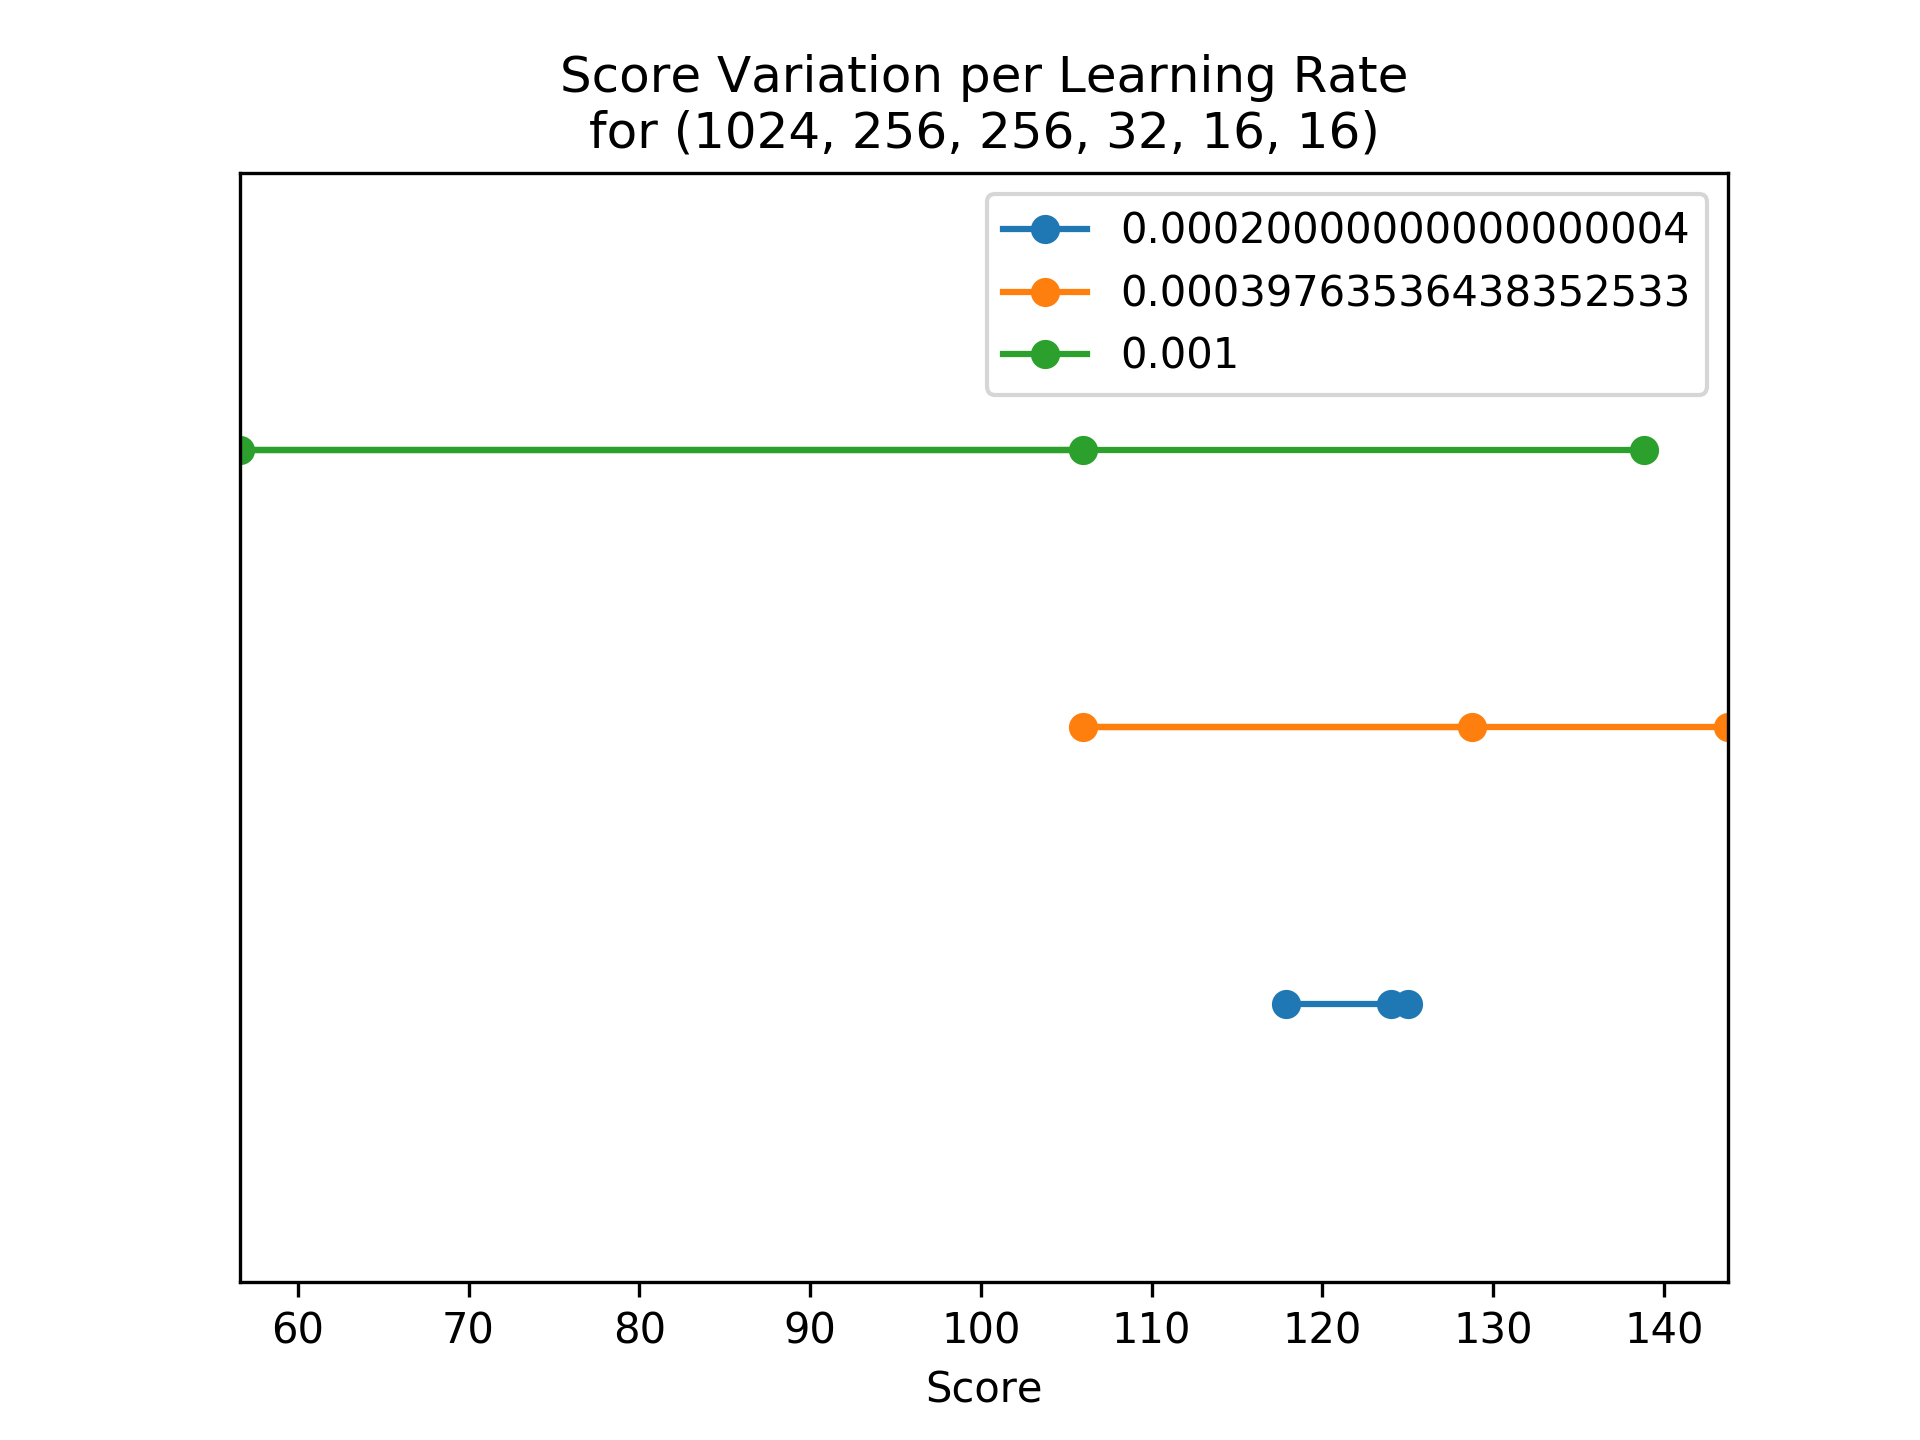 Score Variation per Learning Rate
for (1024, 256, 256, 32, 16, 16)
0.00020000000000000004
0.00039763536438352533
0.001
60 70 80 90 100 110 120 130 140
Score